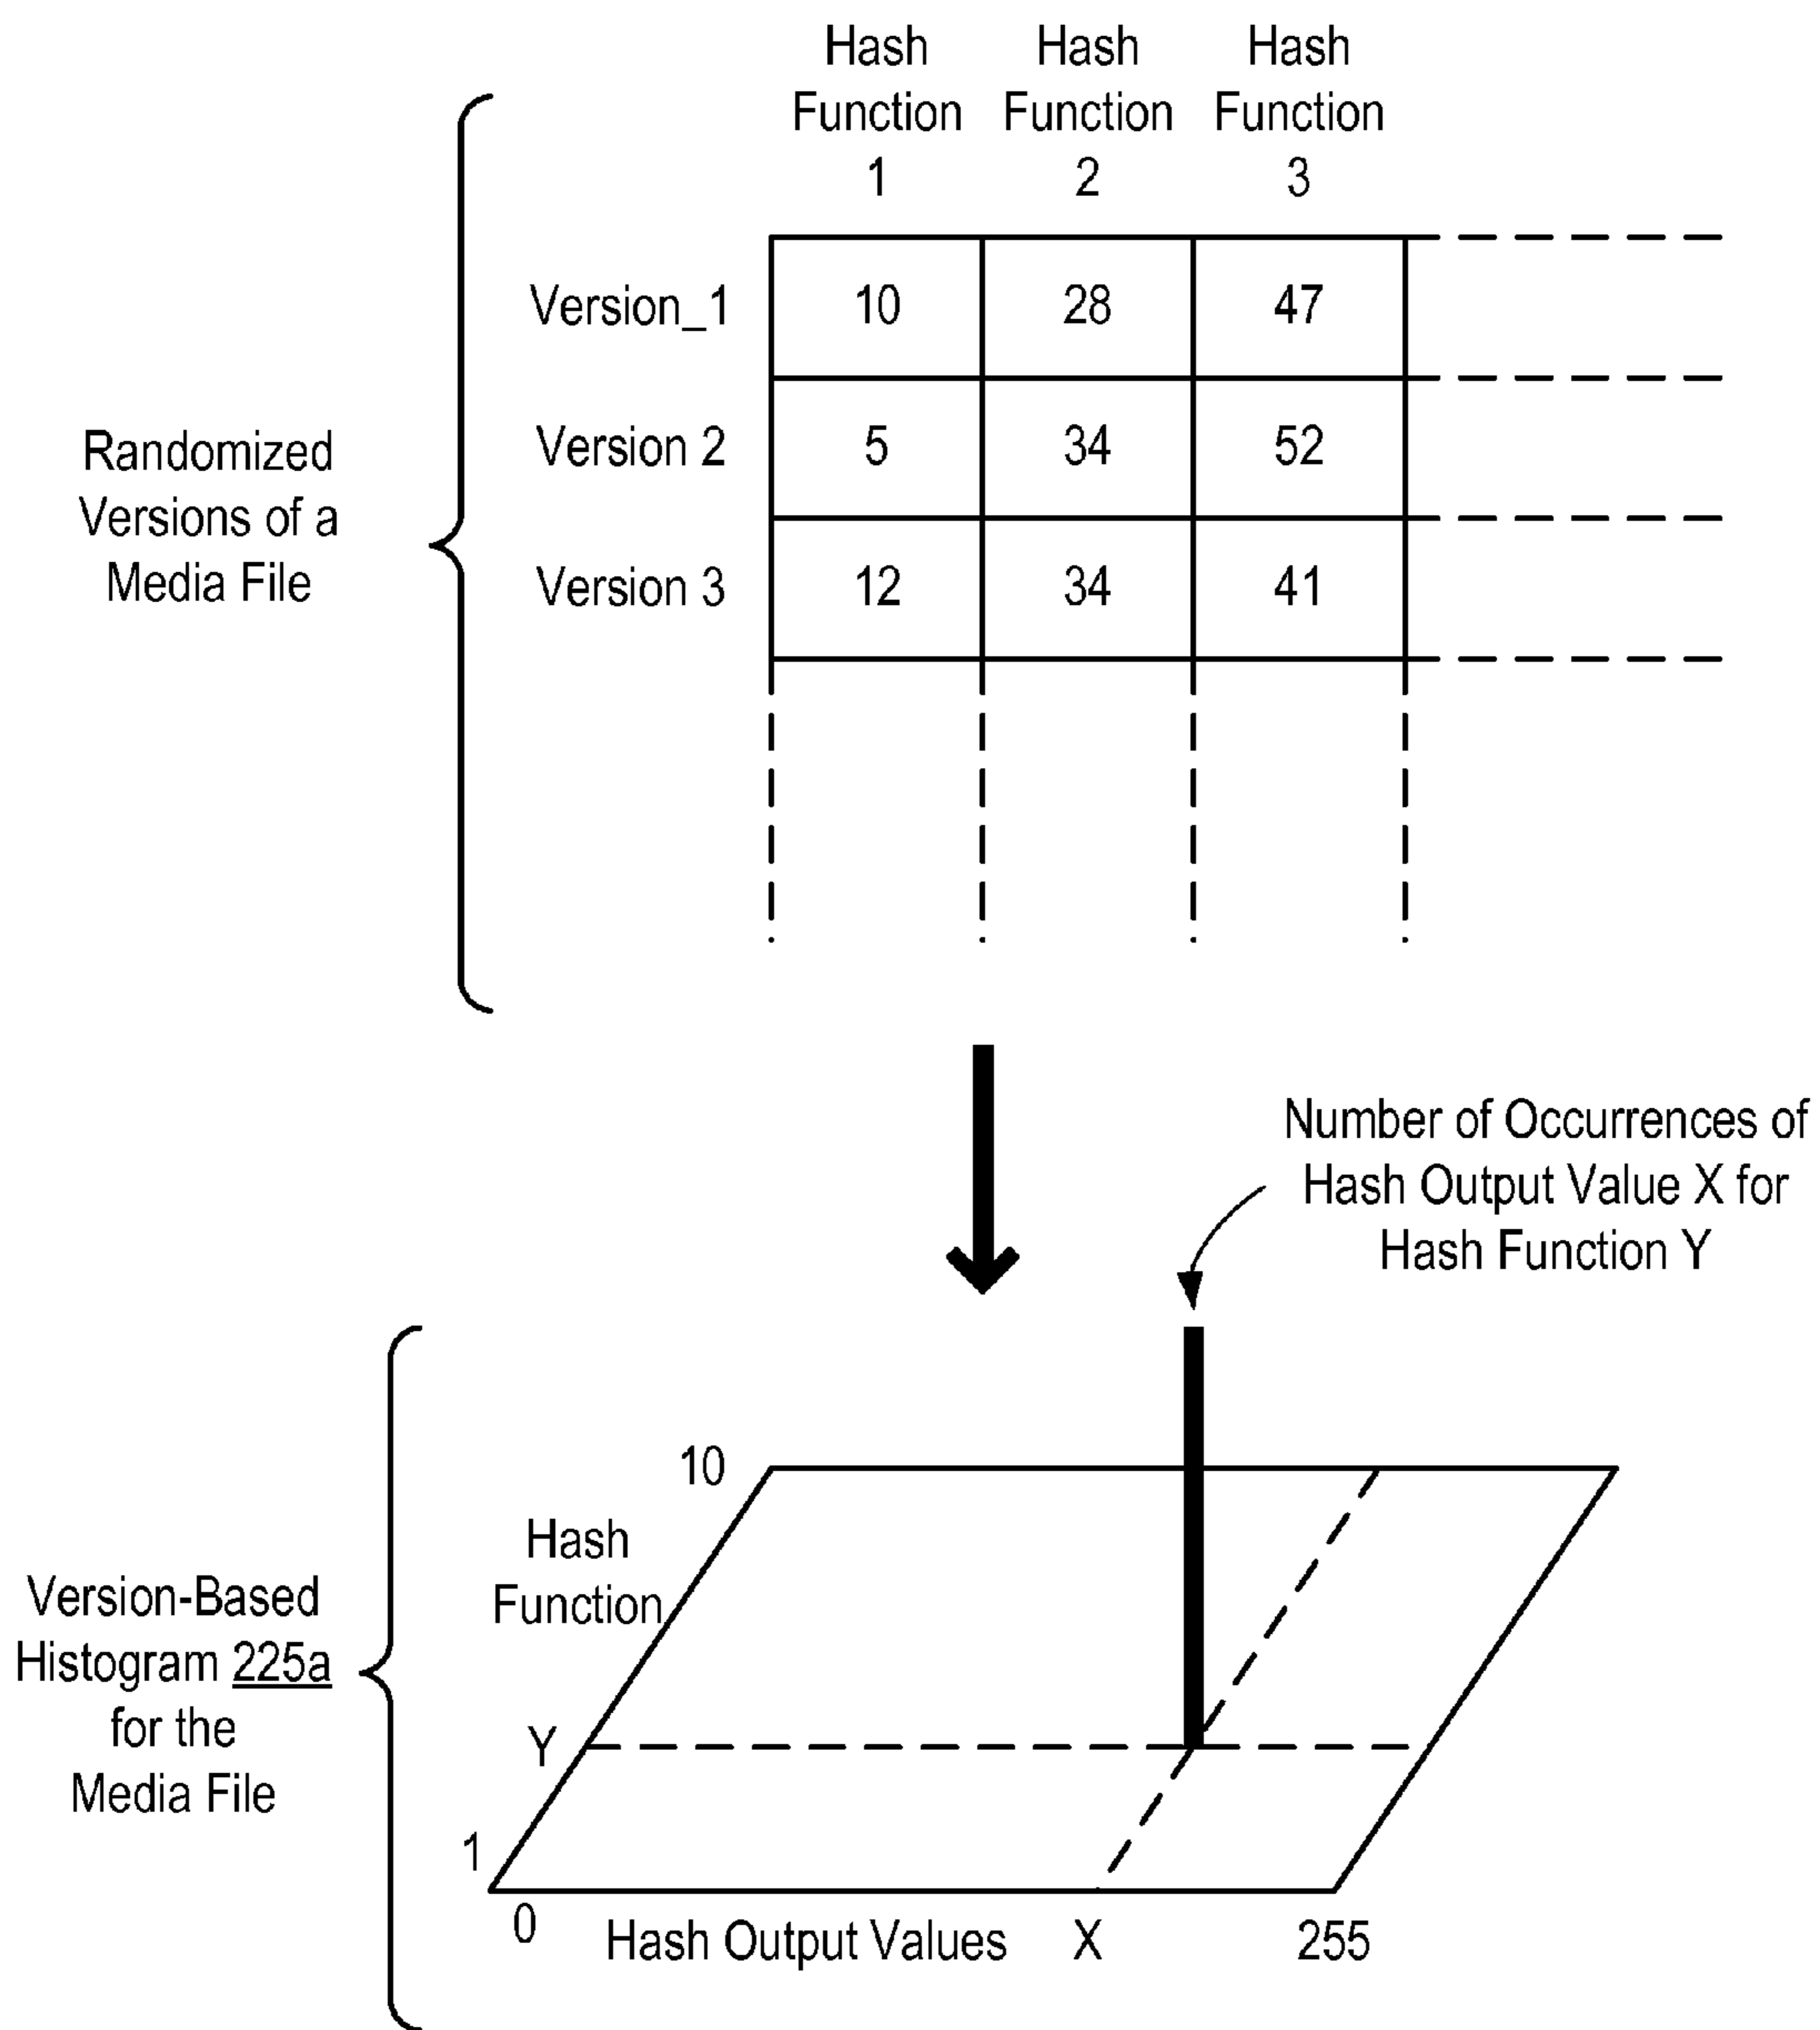 Hash Hash Hash
Function Function Function
1 2 3
Version_1 10 28 47
Version 2 5 34 52
Version 3 12 34 41
Randomized
Versions of a
Media File
Number of Occurrences of
Hash Output Value X for
Hash Function Y
10
Hash
Function
Y
1
0 Hash Output Values X 255
Version-Based
Histogram 225a
for the
Media File